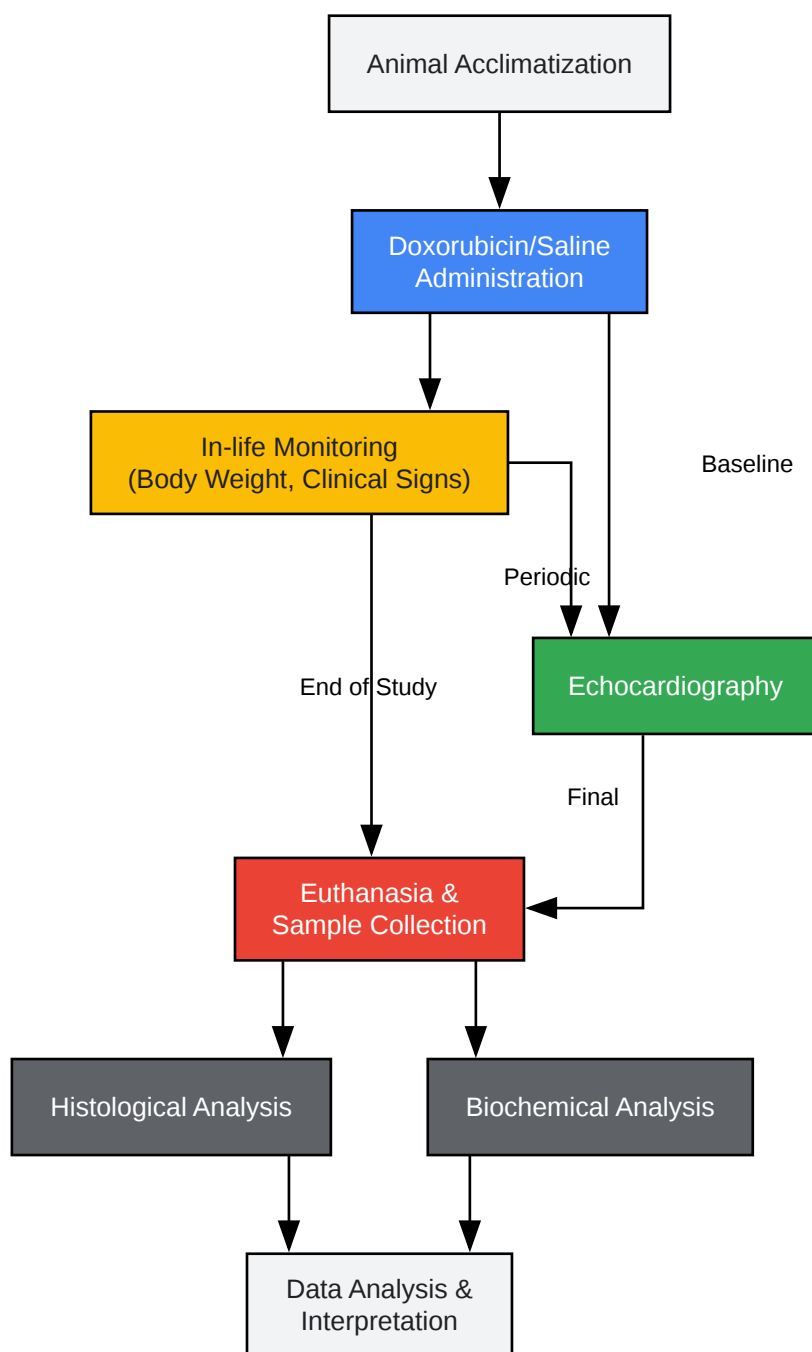 Animal Acclimatization
Doxorubicin/Saline
Administration
In-life Monitoring
(Body Weight, Clinical Signs)
Baseline
Periodic
Echocardiography
End of Study
Final
Euthanasia &
Sample Collection
Histological Analysis
Biochemical Analysis
Data Analysis &
Interpretation